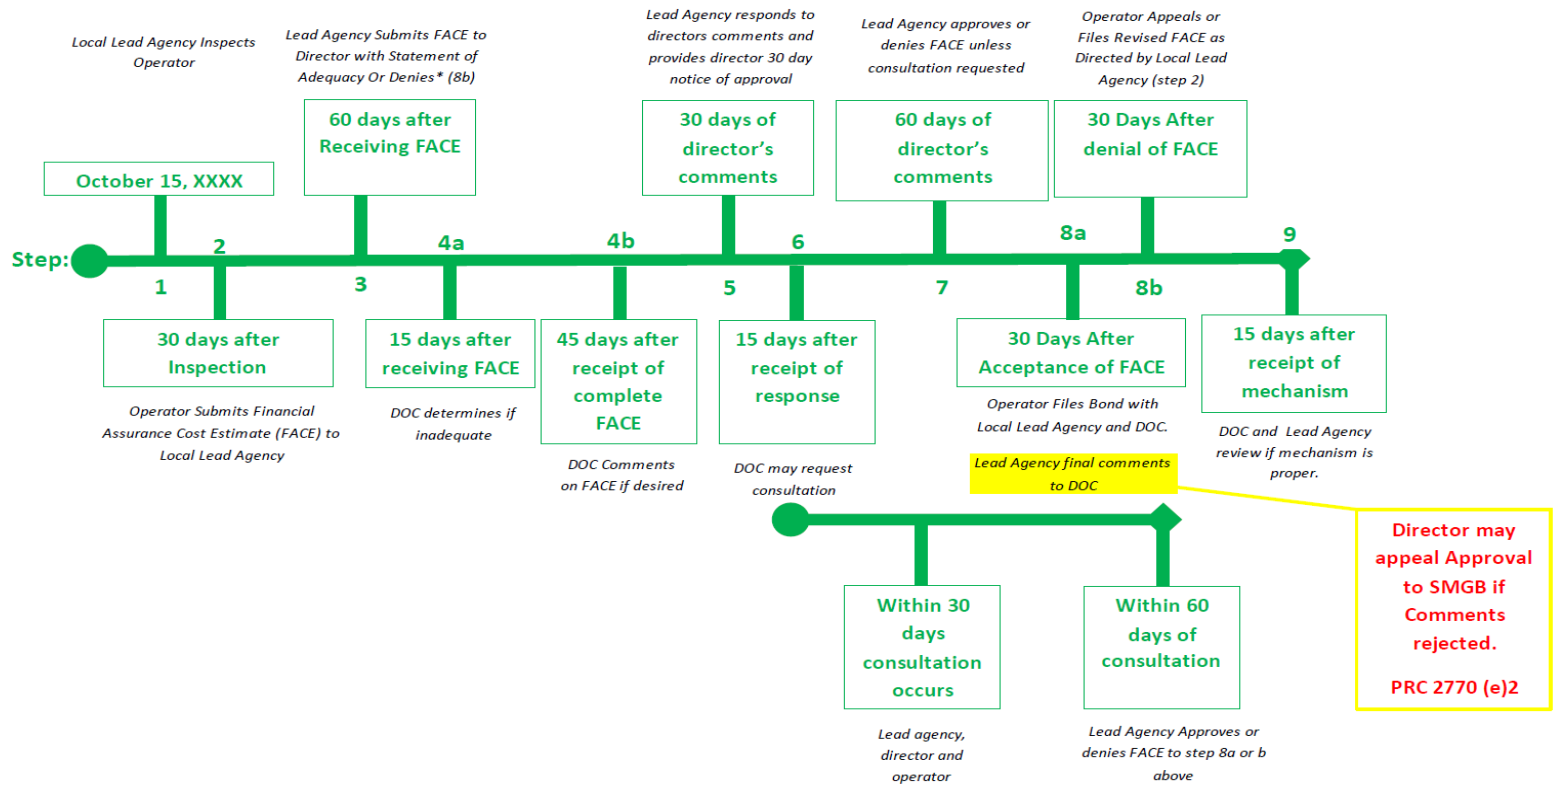 Local Lead Agency Inspects
Operator
October 15, XXXX
Lead Agency Submits FACE to
Director with Statement of
Adequacy Or Denies* (8b)
60 days after
Receiving FACE
Lead Agency responds to
directors comments and
provides director 30 day
notice of approval
30 days of
director’s
comments
Lead Agency approves or
denies FACE unless
consultation requested
60 days of
director’s
comments
Operator Appeals or
Files Revised FACE as
Directed by Local Lead
Agency (step 2)
30 Days After
denial of FACE
Step:
1
2
3
4a
4b
5
6
7
8a
8b
9
30 days after
Inspection
Operator Submits Financial
Assurance Cost Estimate (FACE) to
Local Lead Agency
15 days after
receiving FACE
DOC determines if
inadequate
45 days after
receipt of
complete
FACE
DOC Comments
on FACE if desired
15 days after
receipt of
response
DOC may request
consultation
30 Days After
Acceptance of FACE
Operator Files Bond with
Local Lead Agency and DOC.
Lead Agency final comments
to DOC
15 days after
receipt of
mechanism
DOC and Lead Agency
review if mechanism is
proper.
Within 30
days
consultation
occurs
Lead agency,
director and
operator
Within 60
days of
consultation
Lead Agency Approves or
denies FACE to step 8a or b
above
Director may
appeal Approval
to SMGB if
Comments
rejected.
PRC 2770 (e)2